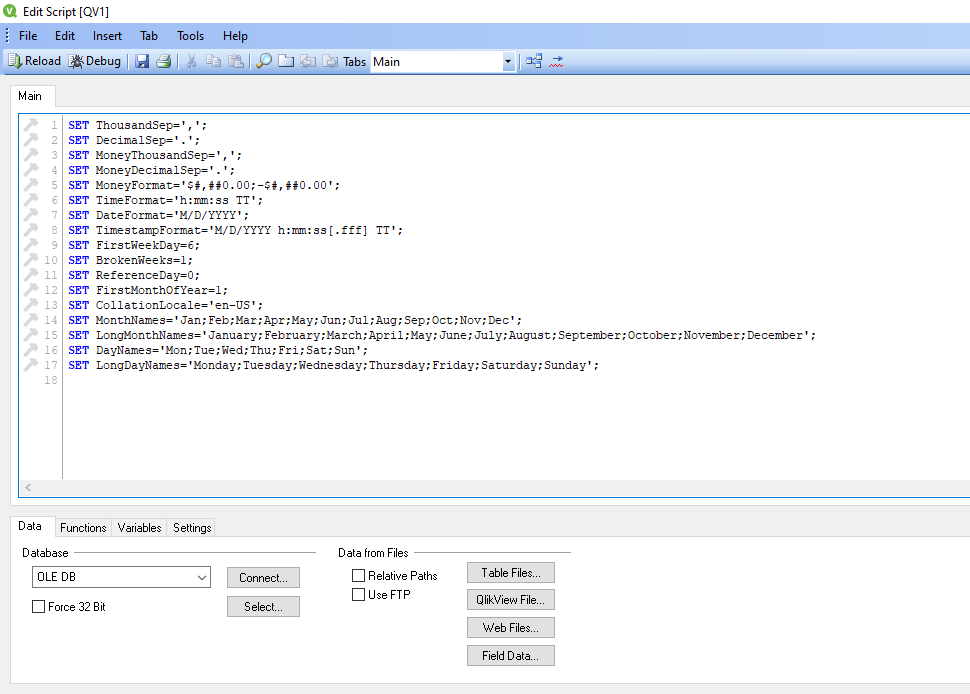 Edit Script [QV1]
File Edit Insert Tab Tools Help
Reload Debug Tabs Main
Main
1 SET ThousandSep=',';
2 SET DecimalSep='.';
3 SET MoneyThousandSep=',';
4 SET MoneyDecimalSep='.';
5 SET MoneyFormat='$#,##0.00;-$#,##0.00';
6 SET TimeFormat='h:mm:ss TT';
7 SET DateFormat='M/D/YYYY';
8 SET TimestampFormat='M/D/YYYY h:mm:ss[.fff] TT';
9 SET FirstWeekDay=6;
10 SET BrokenWeeks=1;
11 SET ReferenceDay=0;
12 SET FirstMonthOfYear=1;
13 SET CollationLocale='en-US';
14 SET MonthNames='Jan;Feb;Mar;Apr;May;Jun;Jul;Aug;Sep;Oct;Nov;Dec';
15 SET LongMonthNames='January;February;March;April;May;June;July;August;September;October;November;December';
16 SET DayNames='Mon;Tue;Wed;Thu;Fri;Sat;Sun';
17 SET LongDayNames='Monday;Tuesday;Wednesday;Thursday;Friday;Saturday;Sunday';
18
Data Functions Variables Settings
Database
OLE DB Connect...
Force 32 Bit Select...
Data from Files
Relative Paths Table Files...
Use FTP QlikView File...
Web Files...
Field Data...